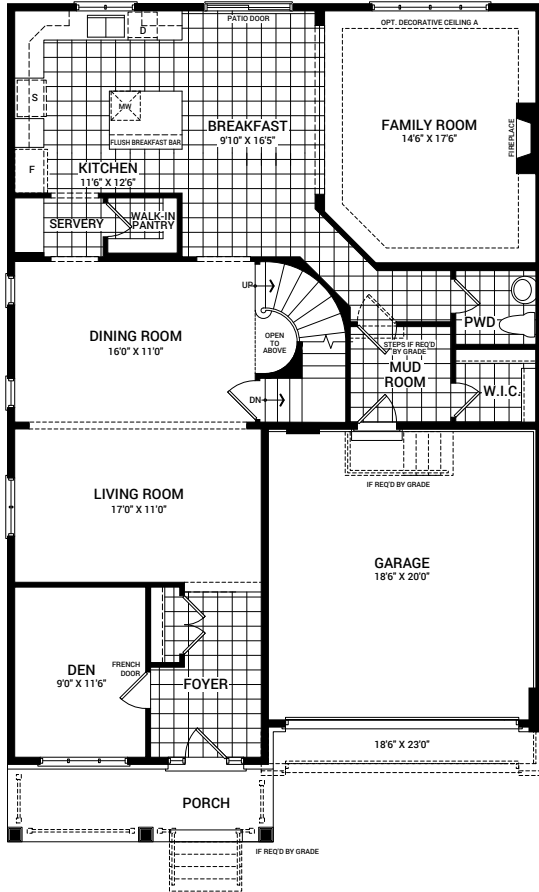 D
PATIO DOOR
OPT. DECORATIVE CEILING A
S
MW
FLUSH BREAKFAST BAR
BREAKFAST
9'10" X 16'5"
FAMILY ROOM
14'6" X 17'6"
FIREPLACE
F
KITCHEN
11'6" X 12'6"
SERVERY
WALK-IN
PANTRY
UP
DINING ROOM
16'0" X 11'0"
OPEN
TO
ABOVE
PWD
STEPS IF REQ'D
BY GRADE
MUD
ROOM
W.I.C.
DN
LIVING ROOM
17'0" X 11'0"
IF REQ'D BY GRADE
GARAGE
18'6" X 20'0"
DEN
9'0" X 11'6"
FRENCH
DOOR
FOYER
18'6" X 23'0"
PORCH
IF REQ'D BY GRADE